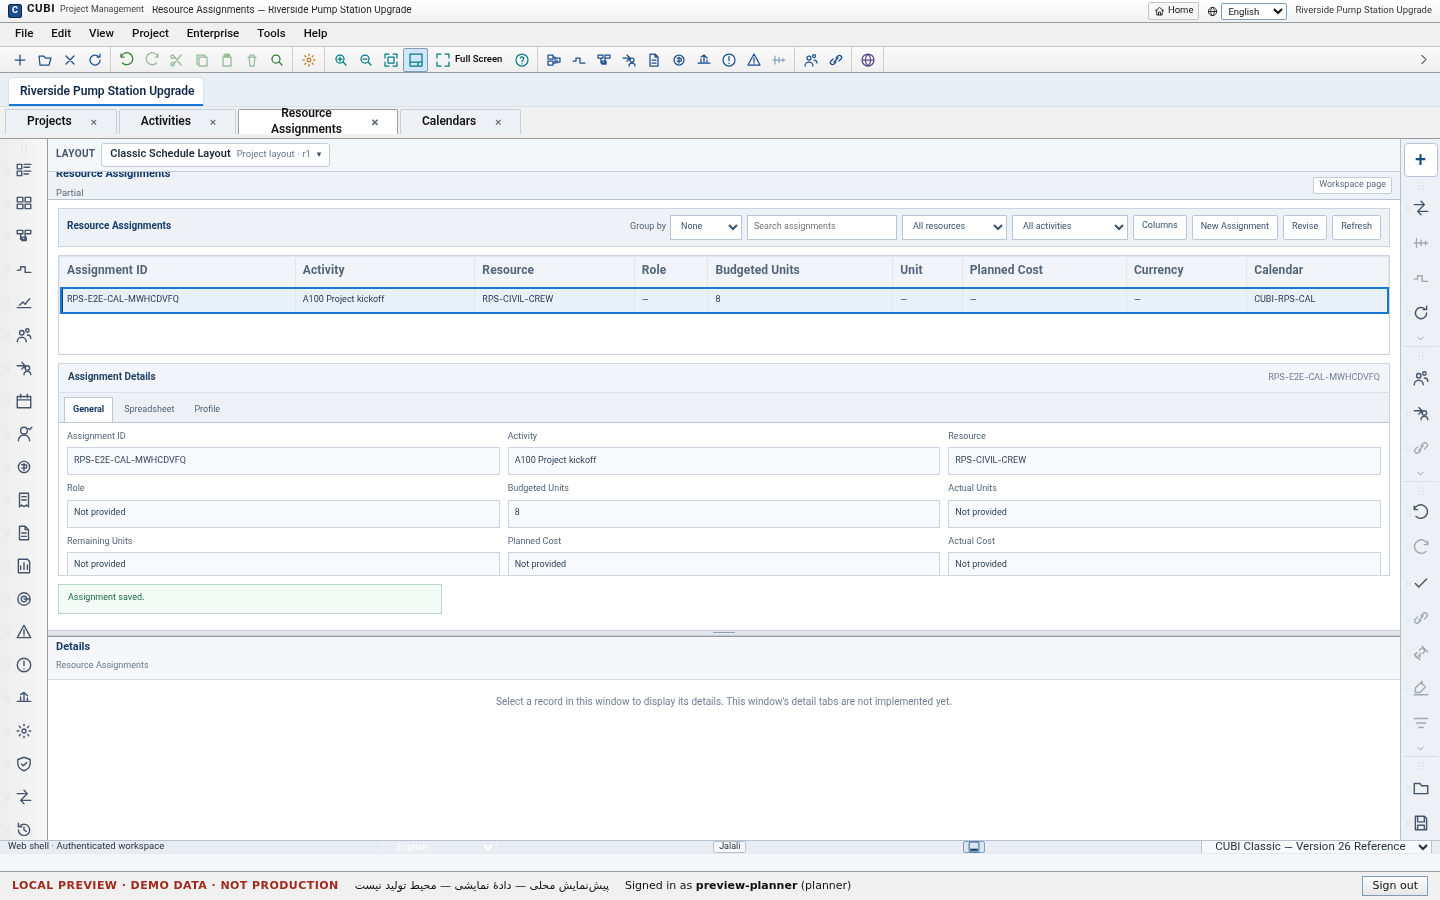 C CUBI Project Management Resource Assignments — Riverside Pump Station Upgrade Home English Riverside Pump Station Upgrade
File Edit View Project Enterprise Tools Help
Full Screen
Riverside Pump Station Upgrade
Projects × Activities × Resource Assignments × Calendars ×
LAYOUT Classic Schedule Layout Project layout · r1
Resource Assignments
Partial Workspace page
Resource Assignments Group by None Search assignments All resources All activities Columns New Assignment Revise Refresh
Assignment ID Activity Resource Role Budgeted Units Unit Planned Cost Currency Calendar
RPS-E2E-CAL-MWHCDVFQ A100 Project kickoff RPS-CIVIL-CREW — 8 — — — CUBI-RPS-CAL
Assignment Details RPS-E2E-CAL-MWHCDVFQ
General Spreadsheet Profile
Assignment ID Activity Resource
RPS-E2E-CAL-MWHCDVFQ A100 Project kickoff RPS-CIVIL-CREW
Role Budgeted Units Actual Units
Not provided 8 Not provided
Remaining Units Planned Cost Actual Cost
Not provided Not provided Not provided
Assignment saved.
Details
Resource Assignments
Select a record in this window to display its details. This window's detail tabs are not implemented yet.
Web shell · Authenticated workspace English Jalali CUBI Classic — Version 26 Reference
LOCAL PREVIEW · DEMO DATA · NOT PRODUCTION پیش‌نمایش محلی — دادهٔ نمایشی — محیط تولید نیست Signed in as preview-planner (planner) Sign out